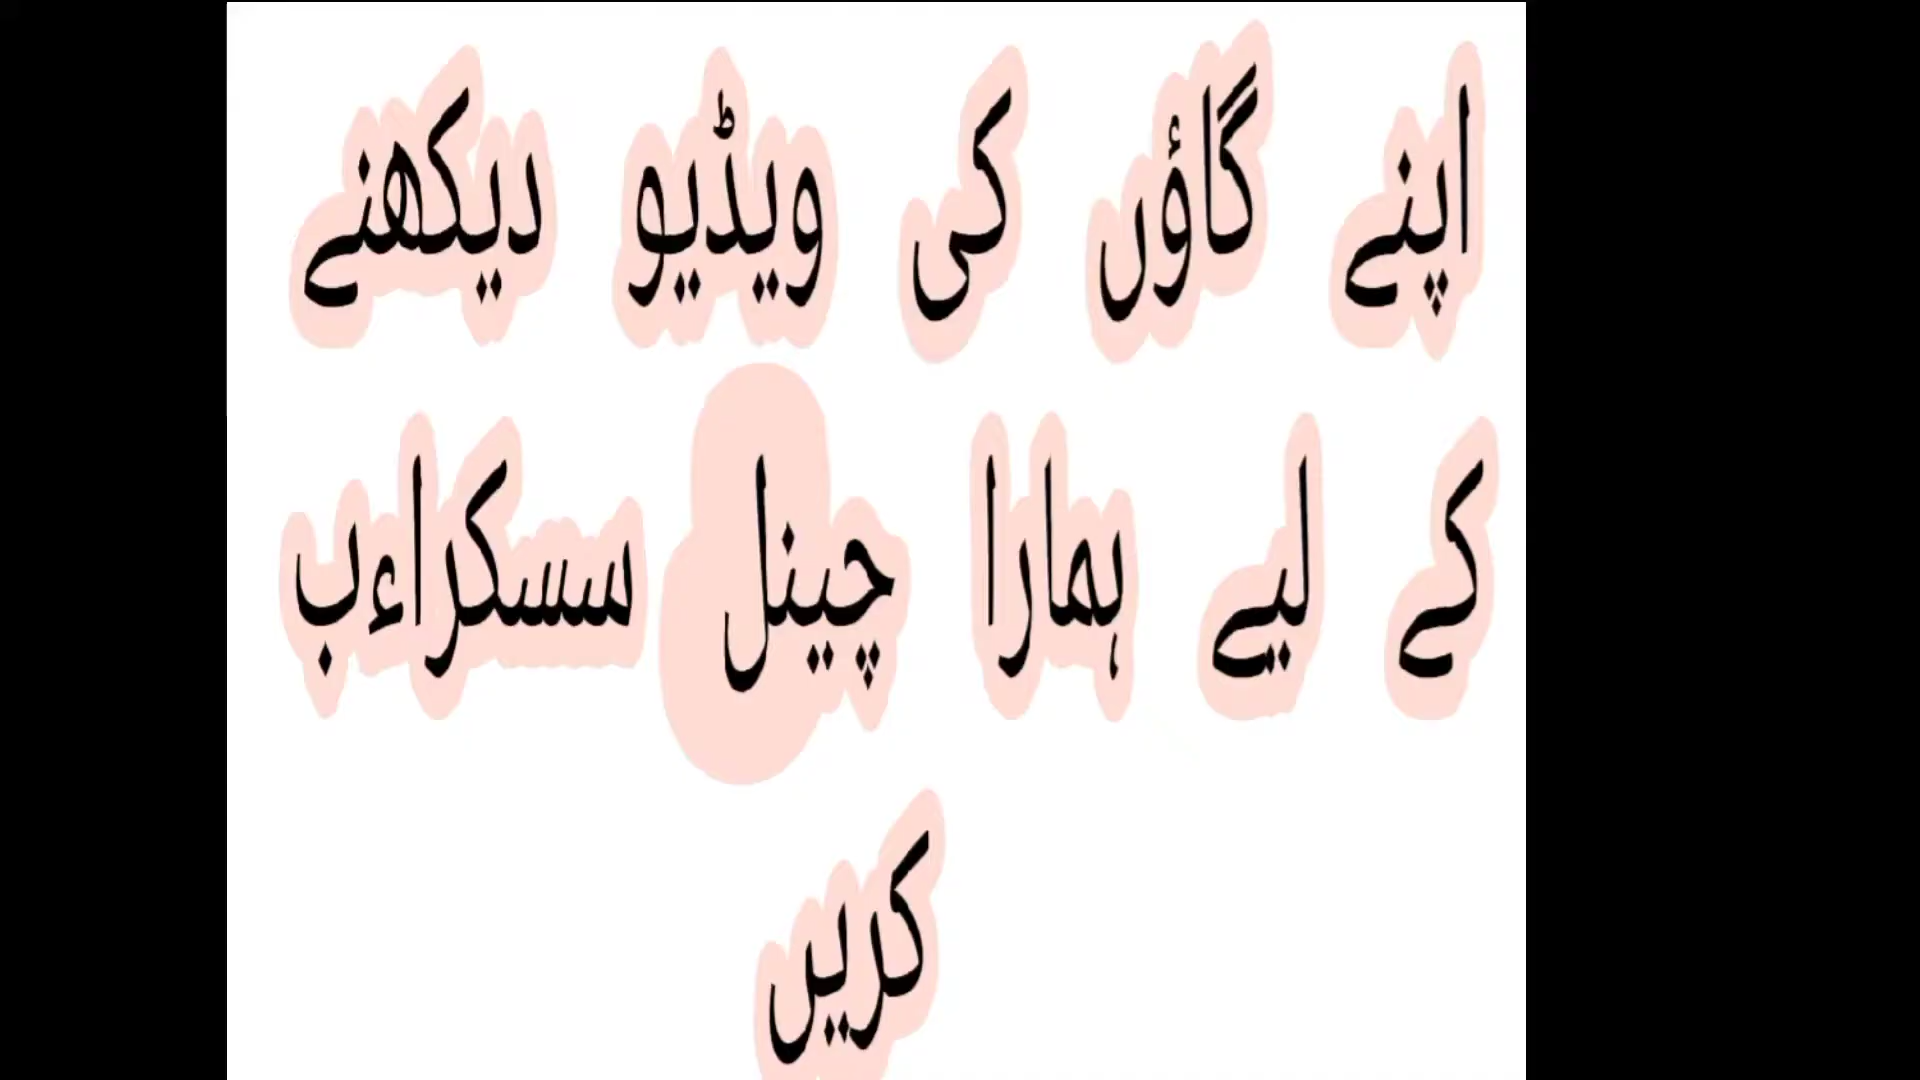 اپنے گاؤں کی ویڈیو دیکھنے
کے لیے ہمارا چینل سسکراءب
کریں